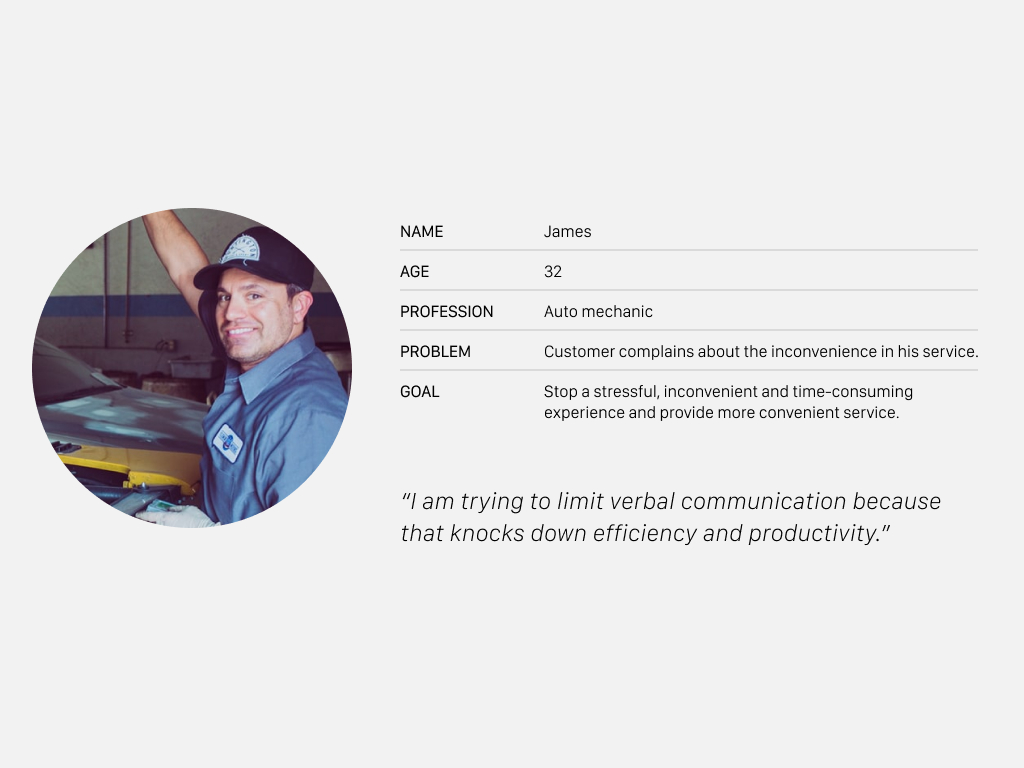 NAME James
AGE 32
PROFESSION Auto mechanic
PROBLEM Customer complains about the inconvenience in his service.
GOAL Stop a stressful, inconvenient and time-consuming
experience and provide more convenient service.
“I am trying to limit verbal communication because
that knocks down efficiency and productivity.”